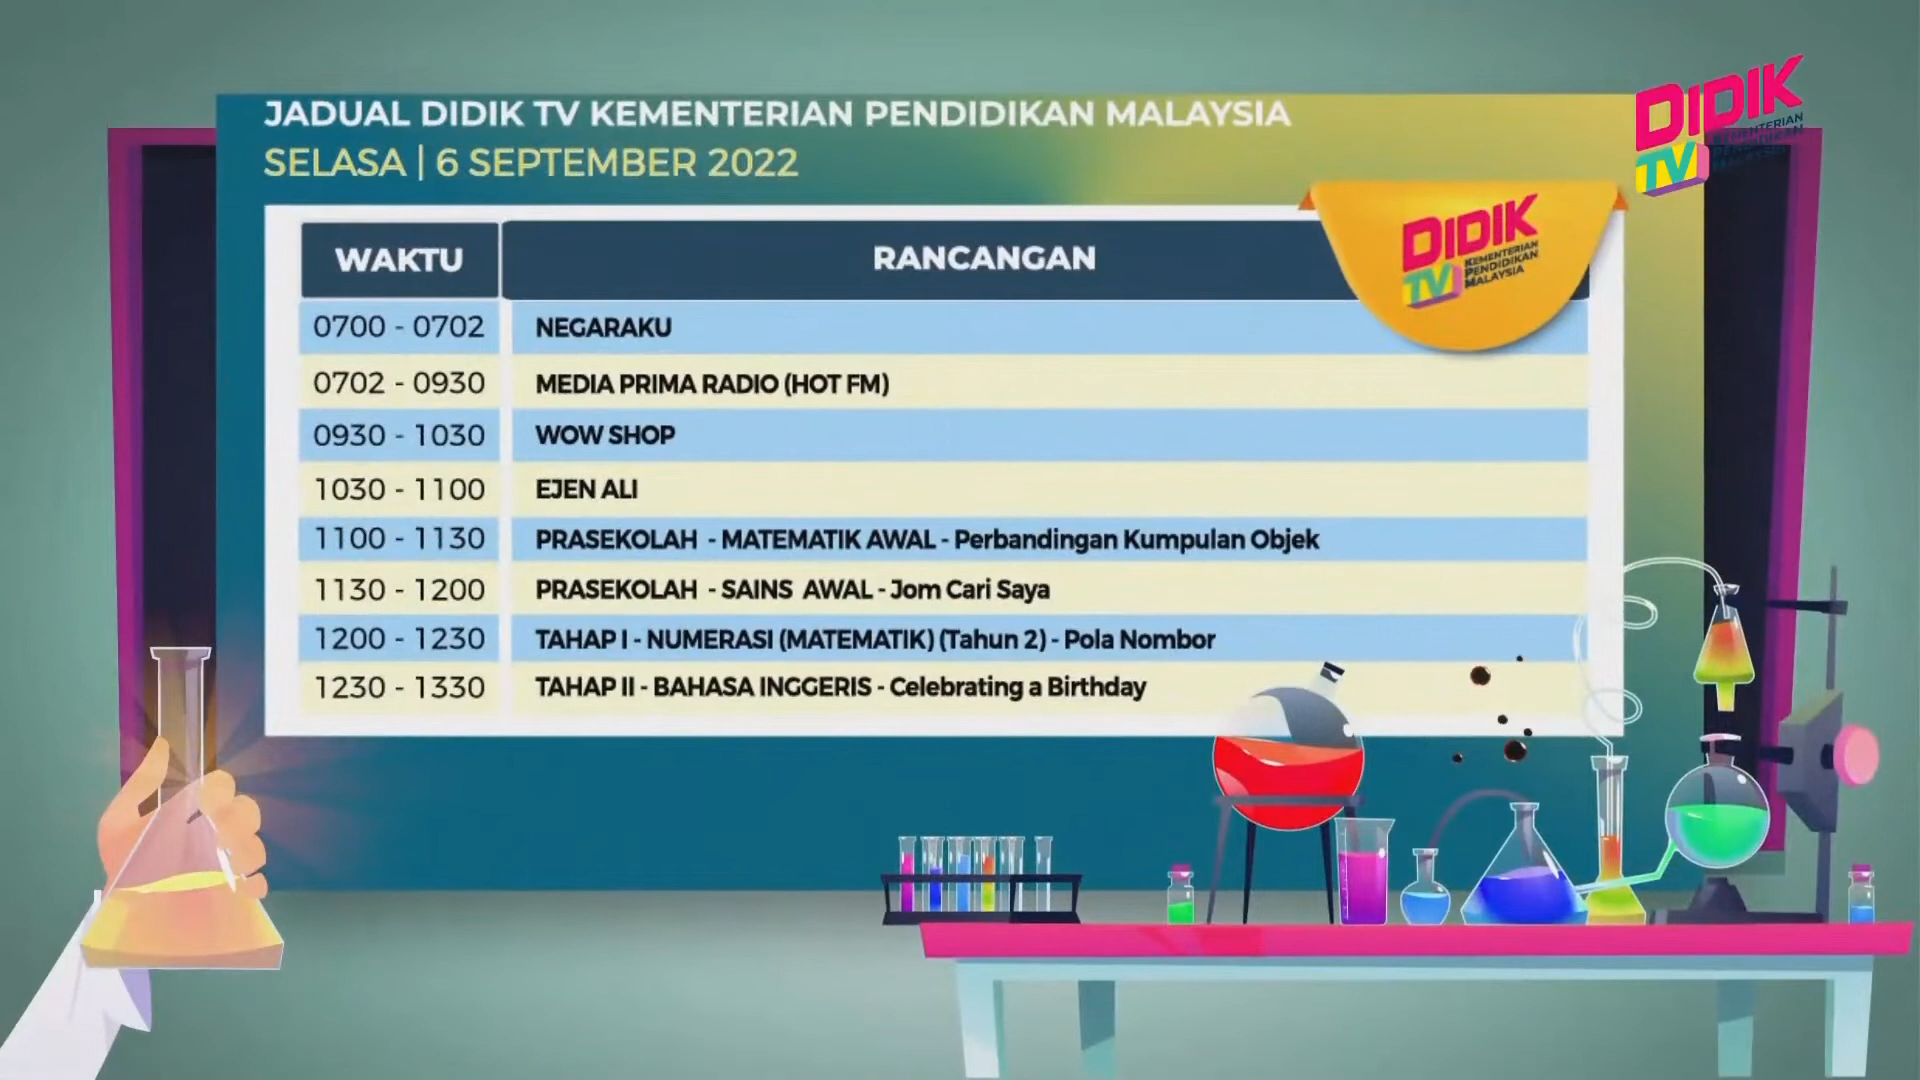 JADUAL DIDIK TV KEMENTERIAN PENDIDIKAN MALAYSIA
SELASA | 6 SEPTEMBER 2022
DIDIK
TV
KEMENTERIAN
PENDIDIKAN
MALAYSIA
WAKTU RANCANGAN
DIDIK
TV
KEMENTERIAN
PENDIDIKAN
MALAYSIA
0700 - 0702 NEGARAKU
0702 - 0930 MEDIA PRIMA RADIO (HOT FM)
0930 - 1030 WOW SHOP
1030 - 1100 EJEN ALI
1100 - 1130 PRASEKOLAH - MATEMATIK AWAL - Perbandingan Kumpulan Objek
1130 - 1200 PRASEKOLAH - SAINS AWAL - Jom Cari Saya
1200 - 1230 TAHAP I - NUMERASI (MATEMATIK) (Tahun 2) - Pola Nombor
1230 - 1330 TAHAP II - BAHASA INGGERIS - Celebrating a Birthday